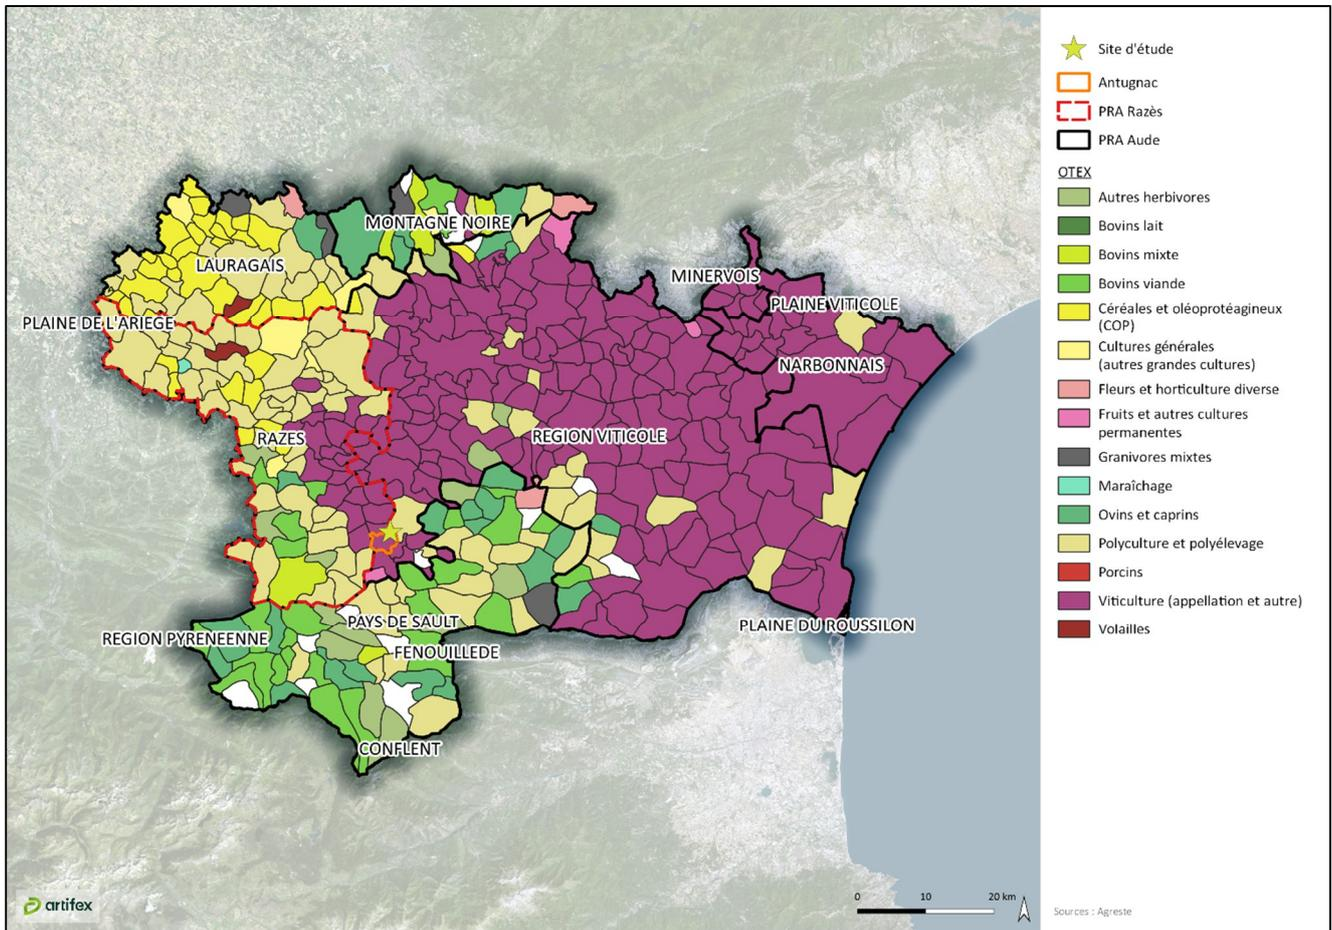 MONTAGNE NOIRE
LAURAGAIS
MINERVOIS
PLAINE VITICOLE
PLAINE DE L'ARIEGE
NARBONNAIS
RAZES
REGION VITICOLE
PAYS DE SAULT
PLAINE DU ROUSSILON
REGION PYRENEENNE
FENOUILLEDE
CONFLENT
artifex
0 10 20 km
Site d'étude
Antugnac
PRA Razès
PRA Aude
OTEX
Autres herbivores
Bovins lait
Bovins mixte
Bovins viande
Céréales et oléoprotéagineux
(COP)
Cultures générales
(autres grandes cultures)
Fleurs et horticulture diverse
Fruits et autres cultures
permanentes
Granivores mixtes
Maraîchage
Ovins et caprins
Polyculture et polyélevage
Porcins
Viticulture (appellation et autre)
Volailles
Sources : Agreste